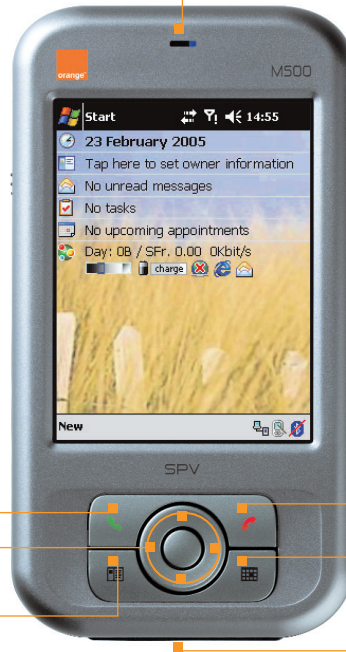 orange™
M500
Start 14:55
23 February 2005
Tap here to set owner information
No unread messages
No tasks
No upcoming appointments
Day: 0B / SFr. 0.00 0Kbit/s
charge
New
SPV